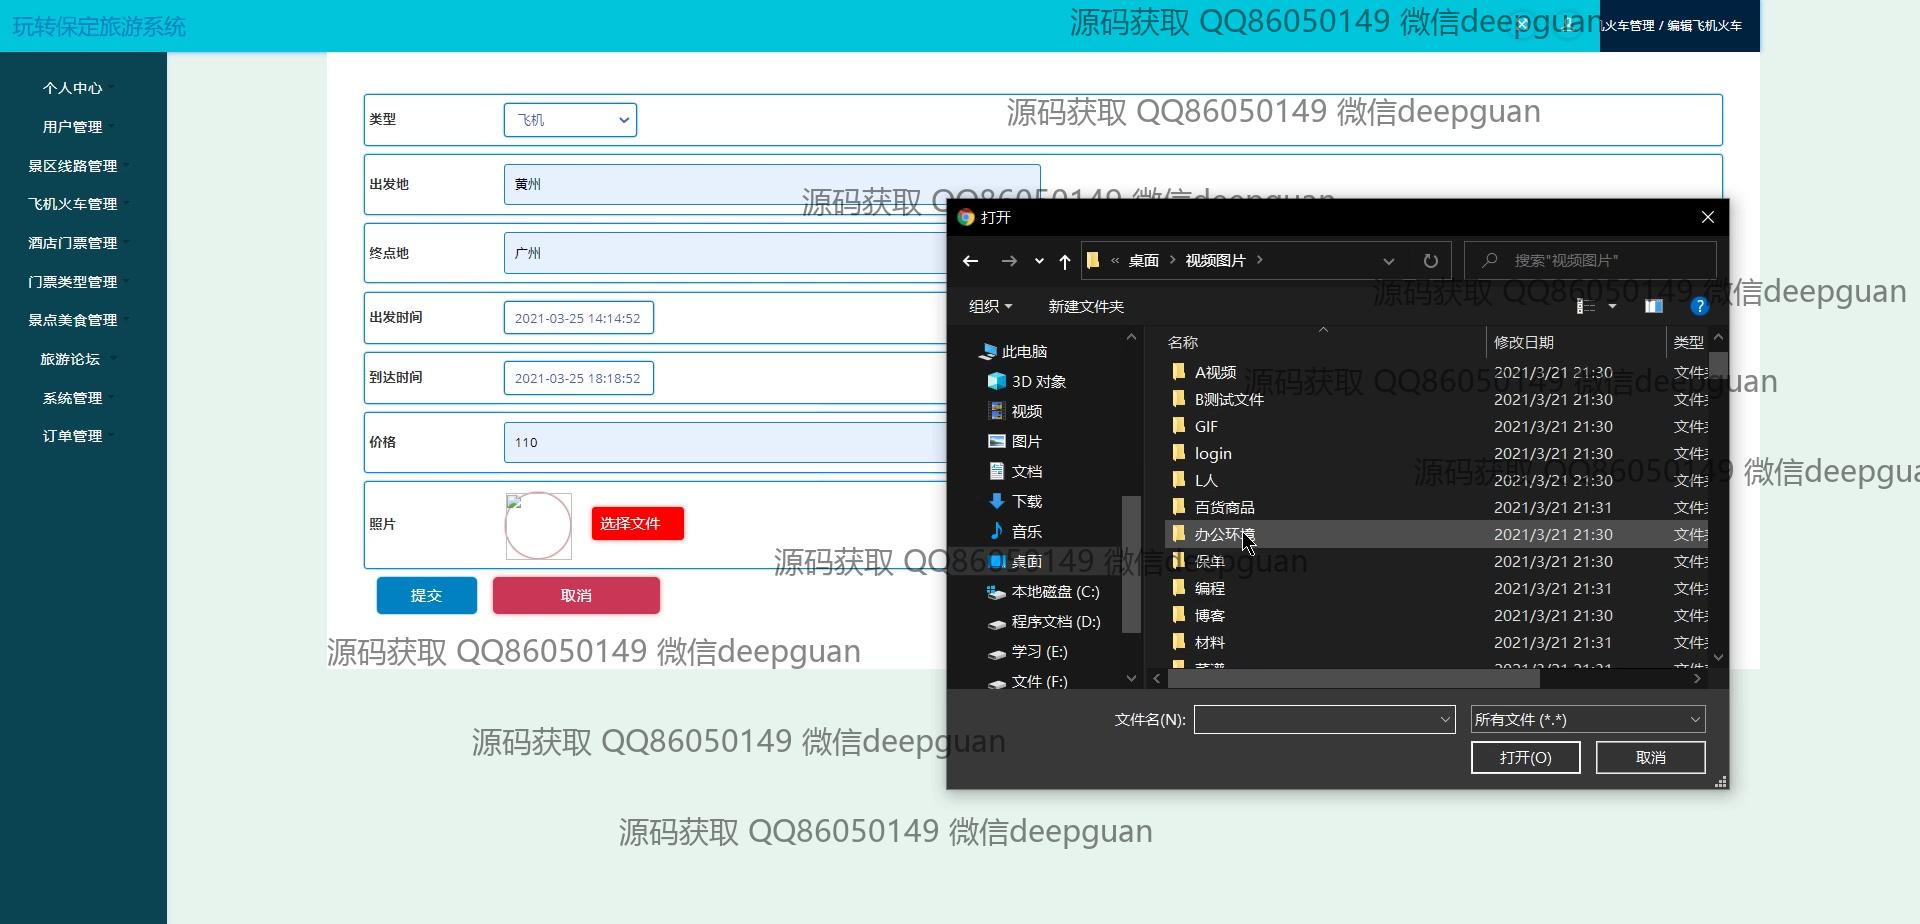 玩转保定旅游系统
源码获取 QQ86050149 微信deepguan
火车管理 / 编辑飞机火车
个人中心
用户管理
景区线路管理
飞机火车管理
酒店门票管理
门票类型管理
景点美食管理
旅游论坛
系统管理
订单管理
类型
飞机
源码获取 QQ86050149 微信deepguan
出发地
黄州
源码获取 QQ86050149 微信deepguan
终点地
广州
出发时间
2021-03-25 14:14:52
到达时间
2021-03-25 18:18:52
价格
110
照片
选择文件
提交
取消
打开
« 桌面 > 视频图片 >
搜索"视频图片"
组织
新建文件夹
源码获取 QQ86050149 微信deepguan
此电脑
3D 对象
视频
图片
文档
下载
音乐
桌面
本地磁盘 (C:)
程序文档 (D:)
学习 (E:)
文件 (F:)
名称 修改日期 类型
A视频 2021/3/21 21:30 文件
源码获取 QQ86050149 微信deepguan
B测试文件 2021/3/21 21:30 文件
GIF 2021/3/21 21:30 文件
login 2021/3/21 21:30 文件
L人 2021/3/21 21:30 文件
源码获取 QQ86050149 微信deepgua
百货商品 2021/3/21 21:31 文件
办公环境 2021/3/21 21:30 文件
保单 2021/3/21 21:30 文件
源码获取 QQ86050149 微信deepguan
编程 2021/3/21 21:31 文件
博客 2021/3/21 21:30 文件
材料 2021/3/21 21:31 文件
文件名(N):
所有文件 (*.*)
打开(O)
取消
源码获取 QQ86050149 微信deepguan
源码获取 QQ86050149 微信deepguan
源码获取 QQ86050149 微信deepguan